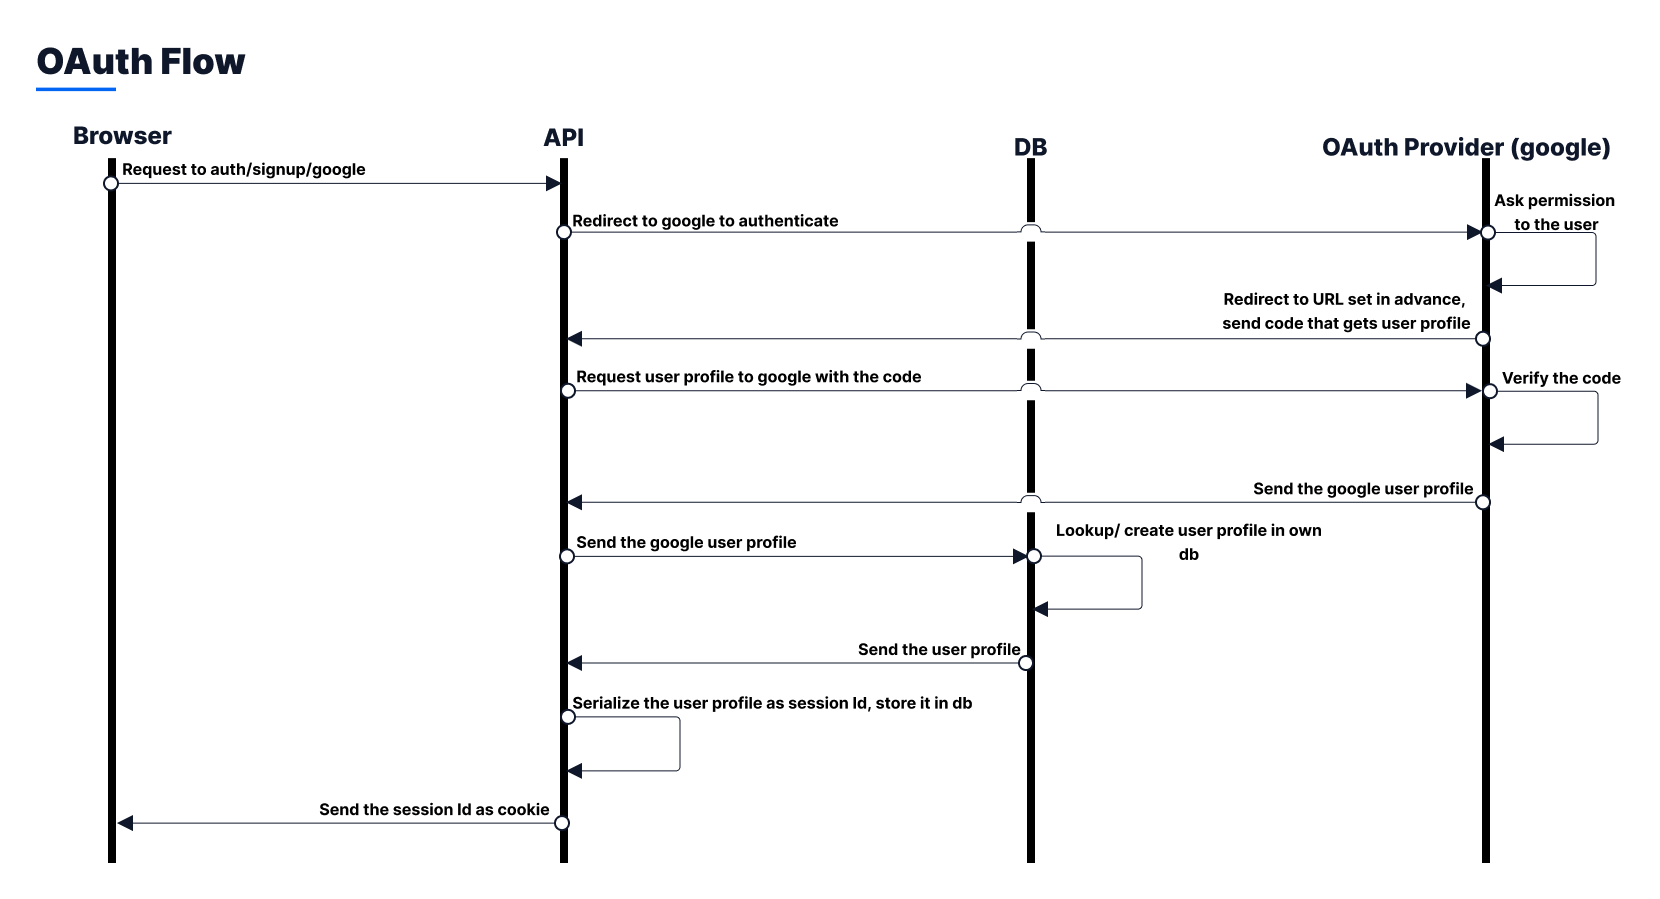 OAuth Flow
Browser
API
DB
OAuth Provider (google)
Request to auth/signup/google
Redirect to google to authenticate
Ask permission
to the user
Redirect to URL set in advance,
send code that gets user profile
Request user profile to google with the code
Verify the code
Send the google user profile
Send the google user profile
Lookup/ create user profile in own
db
Send the user profile
Serialize the user profile as session Id, store it in db
Send the session Id as cookie